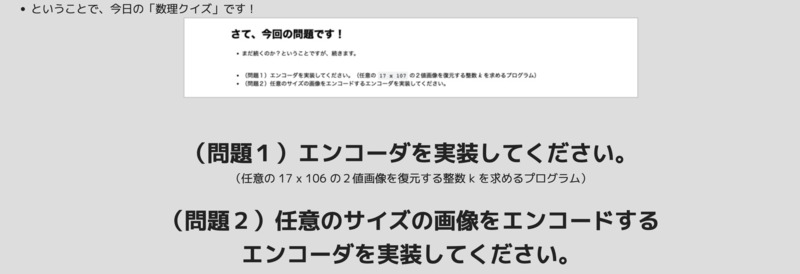 • ということで、今日の「数理クイズ」です！
さて、今回の問題です！
• まだ続くのか？ということですが、続きます。
• （問題１）エンコーダを実装してください。（任意の 17 x 107 の２値画像を復元する整数 k を求めるプログラム）
• （問題２）任意のサイズの画像をエンコードするエンコーダを実装してください。
（問題１）エンコーダを実装してください。
（任意の 17 x 106 の２値画像を復元する整数 k を求めるプログラム）
（問題２）任意のサイズの画像をエンコードする
エンコーダを実装してください。